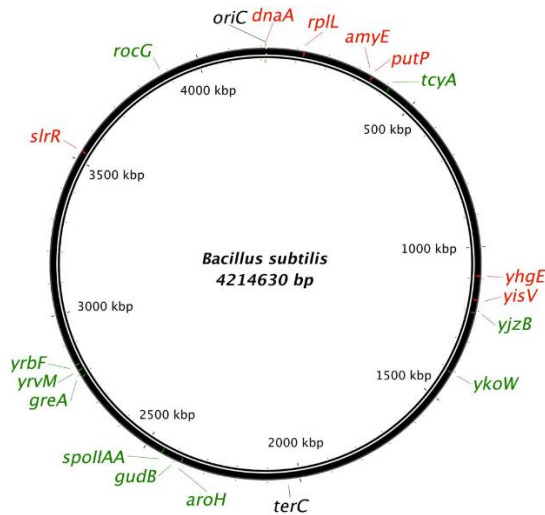 oriC
dnaA
rplL
amyE
putP
tcyA
rocG
4000 kbp
500 kbp
slrR
3500 kbp
Bacillus subtilis
4214630 bp
1000 kbp
yhgE
yisV
yjzB
3000 kbp
yrbF
yrvM
greA
1500 kbp
ykoW
2500 kbp
spoIIAA
gudB
aroH
2000 kbp
terC